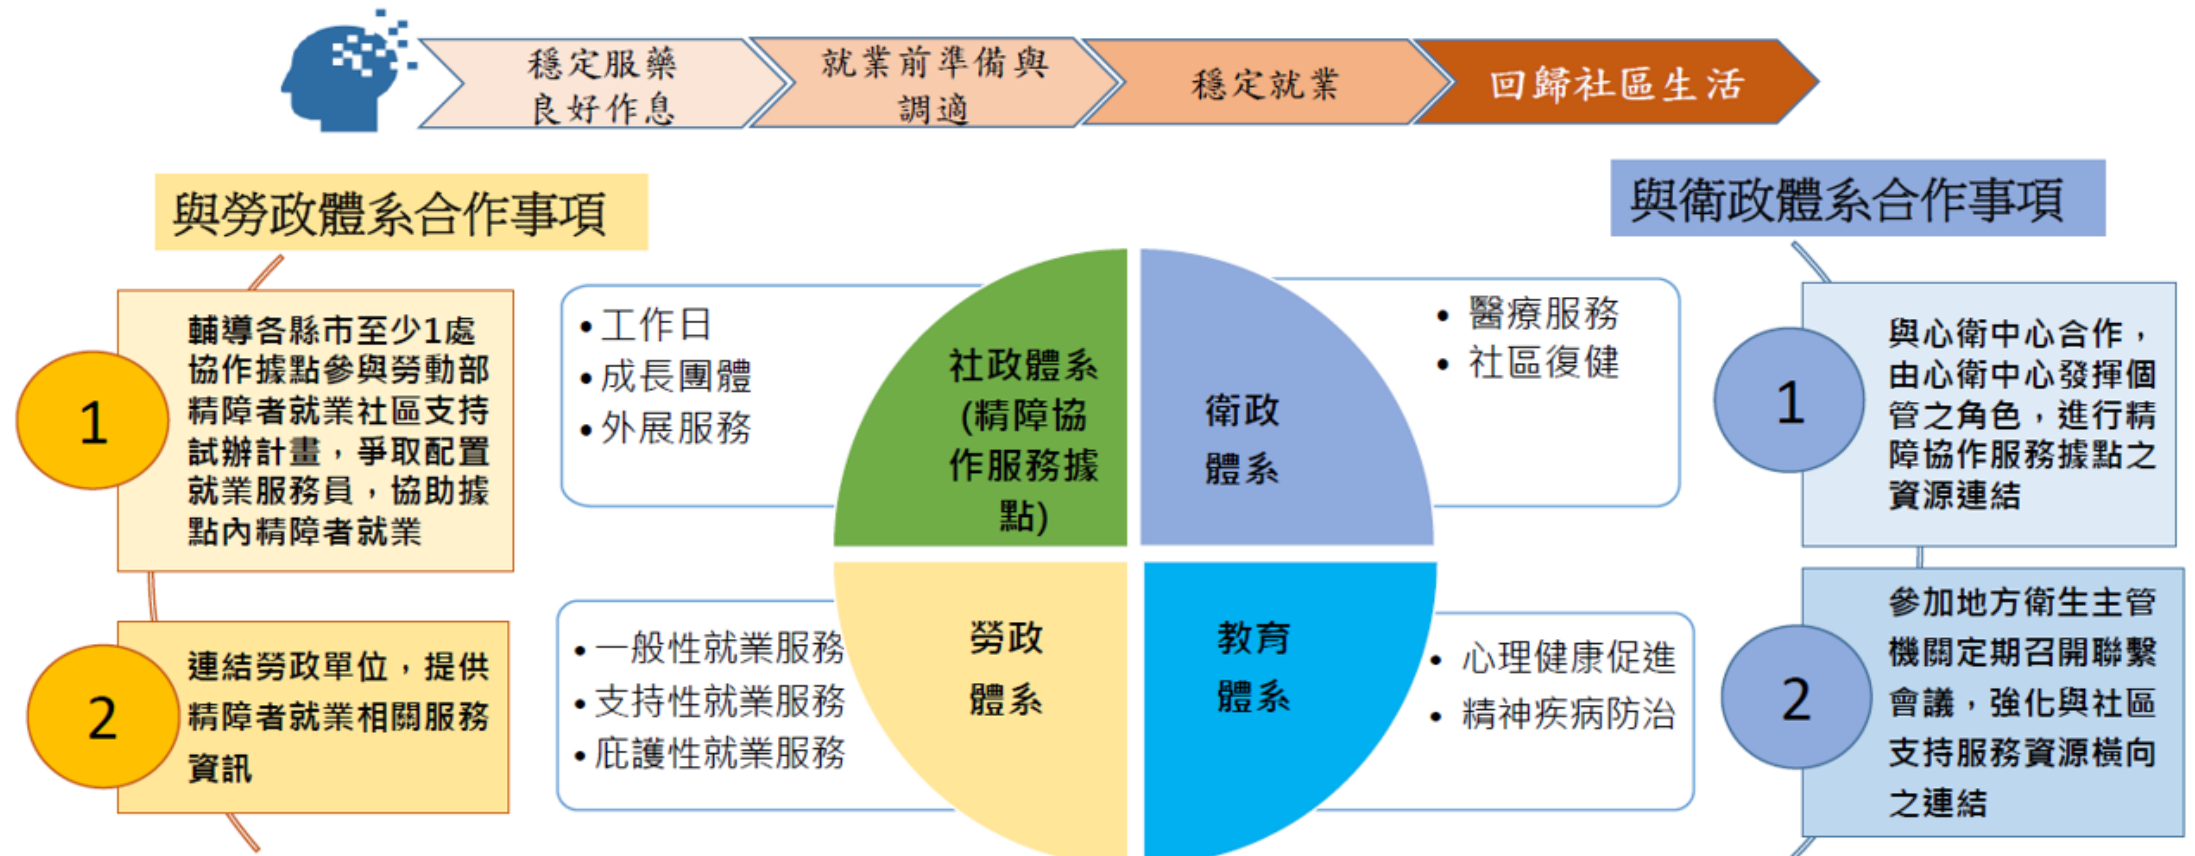 穩定服藥
良好作息
就業前準備與
調適
穩定就業
回歸社區生活
與勞政體系合作事項
1
輔導各縣市至少1處
協作據點參與勞動部
精障者就業社區支持
試辦計畫，爭取配置
就業服務員，協助據
點內精障者就業
2
連結勞政單位，提供
精障者就業相關服務
資訊
•工作日
•成長團體
•外展服務
社政體系
(精障協
作服務據
點)
衛政
體系
• 醫療服務
• 社區復健
•一般性就業服務
•支持性就業服務
•庇護性就業服務
勞政
體系
教育
體系
• 心理健康促進
• 精神疾病防治
與衛政體系合作事項
1
與心衛中心合作，
由心衛中心發揮個
管之角色，進行精
障協作服務據點之
資源連結
2
參加地方衛生主管
機關定期召開聯繫
會議，強化與社區
支持服務資源橫向
之連結